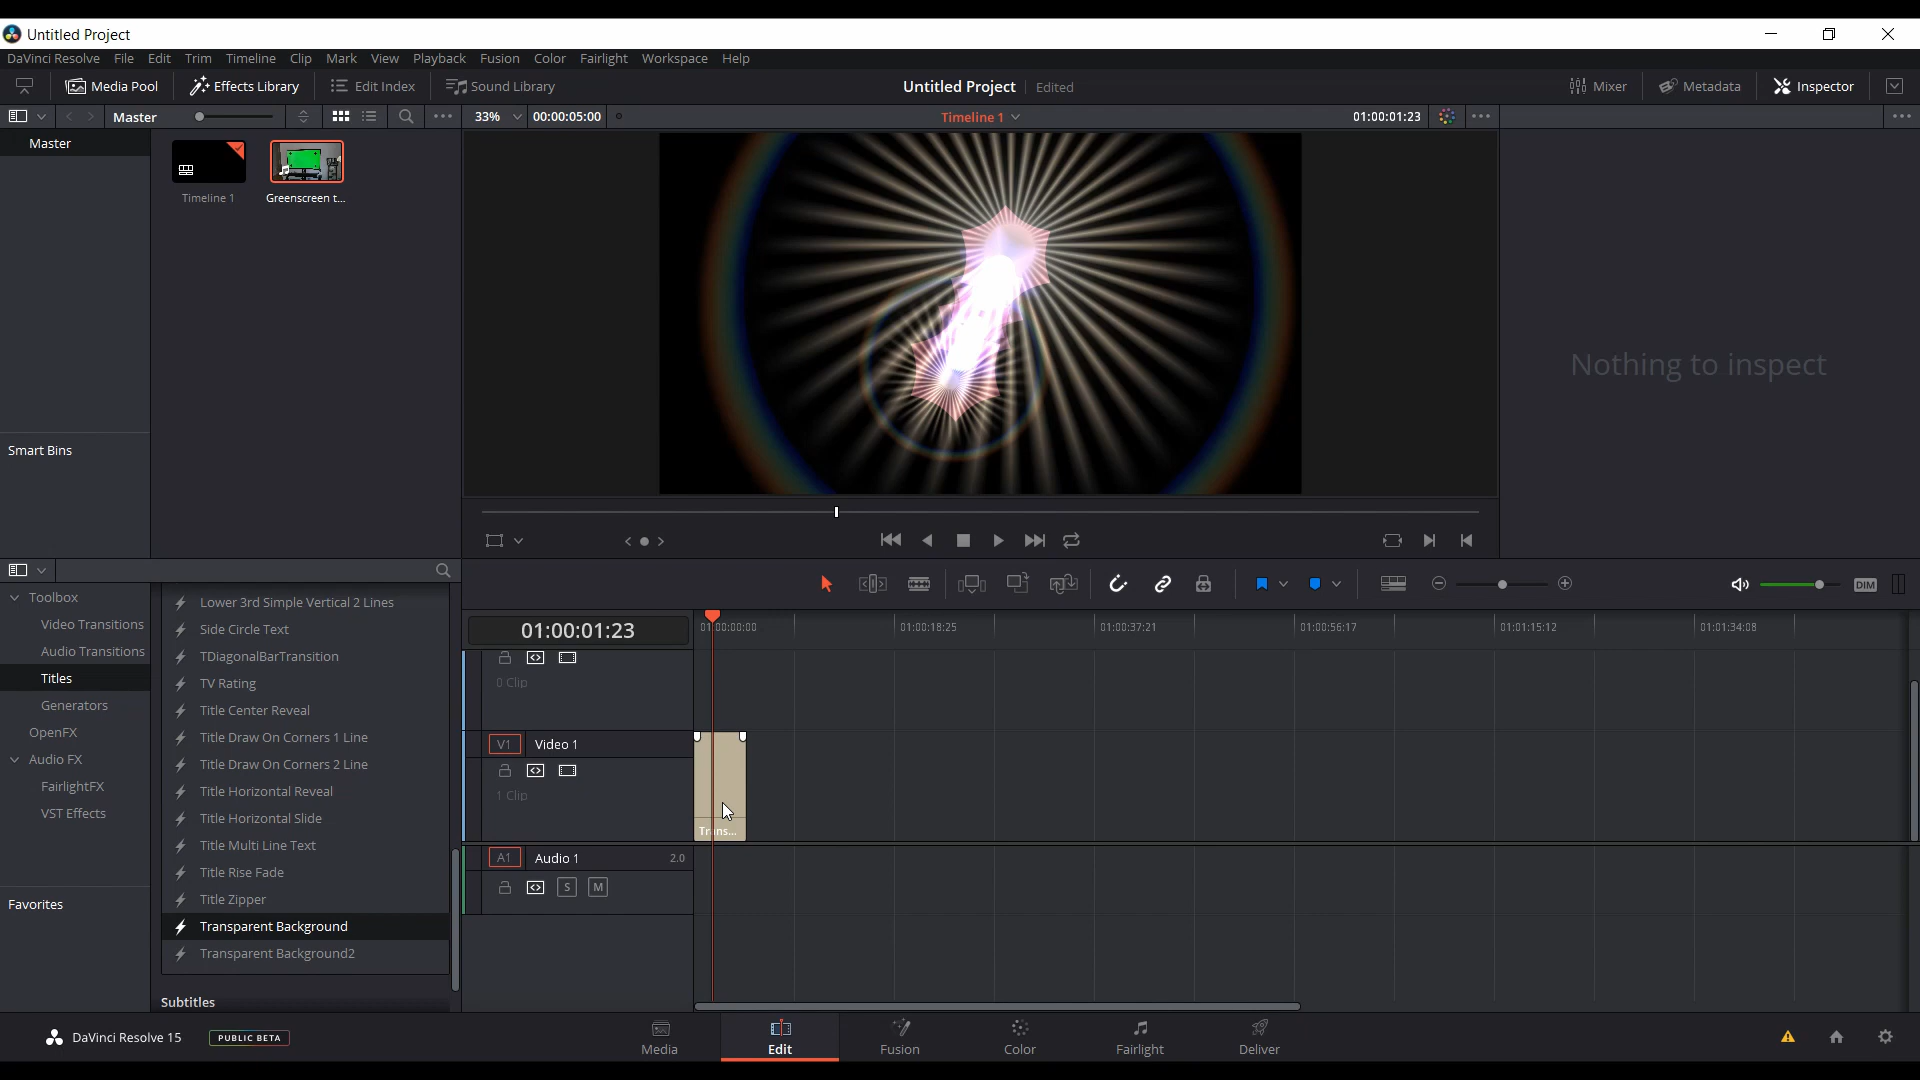 Untitled Project
DaVinci Resolve File Edit Trim Timeline Clip Mark View Playback Fusion Color Fairlight Workspace Help
Media Pool Effects Library Edit Index Sound Library Untitled Project Edited Mixer Metadata Inspector
Master 33% 00:00:05:00 Timeline 1 01:00:01:23
Master
Timeline 1 Greenscreen t...
Nothing to inspect
Smart Bins
Toolbox
Video Transitions
Audio Transitions
Titles
Generators
OpenFX
Audio FX
FairlightFX
VST Effects
Favorites
Lower 3rd Simple Vertical 2 Lines
Side Circle Text
TDiagonalBarTransition
TV Rating
Title Center Reveal
Title Draw On Corners 1 Line
Title Draw On Corners 2 Line
Title Horizontal Reveal
Title Horizontal Slide
Title Multi Line Text
Title Rise Fade
Title Zipper
Transparent Background
Transparent Background2
Subtitles
DIM
01:00:01:23 01:00:00:00 01:00:18:25 01:00:37:21 01:00:56:17 01:01:15:12 01:01:34:08
0 Clip
V1 Video 1
1 Clip
Trans...
A1 Audio 1 2.0
S M
DaVinci Resolve 15 PUBLIC BETA
Media Edit Fusion Color Fairlight Deliver